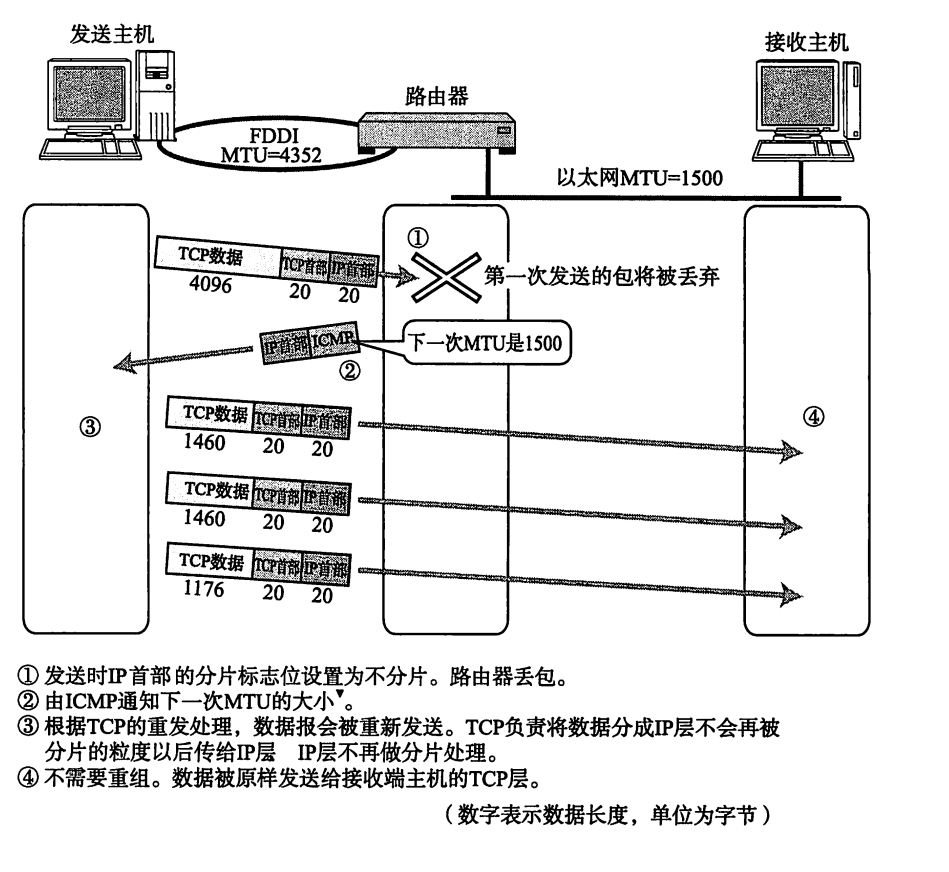 发送主机
接收主机
路由器
FDDI
MTU=4352
以太网MTU=1500
①
TCP数据 TCP首部 IP首部
4096 20 20
第一次发送的包将被丢弃
IP首部 ICMP
下一次MTU是1500
②
③
④
TCP数据 TCP首部 IP首部
1460 20 20
TCP数据 TCP首部 IP首部
1460 20 20
TCP数据 TCP首部 IP首部
1176 20 20
① 发送时IP首部的分片标志位设置为不分片。路由器丢包。
② 由ICMP通知下一次MTU的大小▼。
③ 根据TCP的重发处理，数据报会被重新发送。TCP负责将数据分成IP层不会再被
分片的粒度以后传给IP层 IP层不再做分片处理。
④ 不需要重组。数据被原样发送给接收端主机的TCP层。
（数字表示数据长度，单位为字节）